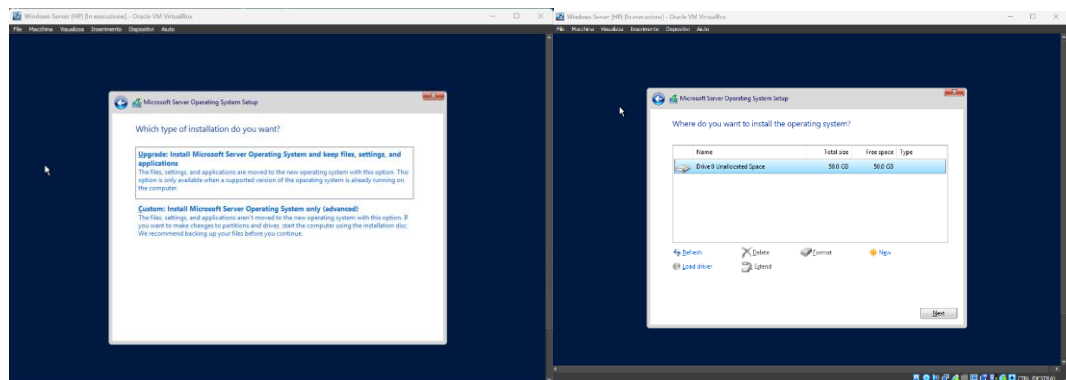 Windows Server (HP) [In esecuzione] - Oracle VM VirtualBox
File Macchina Visualizza Inserimento Dispositivi Aiuto
Microsoft Server Operating System Setup
Which type of installation do you want?
Upgrade: Install Microsoft Server Operating System and keep files, settings, and
applications
The files, settings, and applications are moved to the new operating system with this option. This
option is only available when a supported version of the operating system is already running on
the computer.
Custom: Install Microsoft Server Operating System only (advanced)
The files, settings, and applications aren't moved to the new operating system with this option. If
you want to make changes to partitions and drives, start the computer using the installation disc.
We recommend backing up your files before you continue.
Windows Server (HP) [In esecuzione] - Oracle VM VirtualBox
File Macchina Visualizza Inserimento Dispositivi Aiuto
Microsoft Server Operating System Setup
Where do you want to install the operating system?
Name Total size Free space Type
Drive 0 Unallocated Space 50.0 GB 50.0 GB
Refresh Delete Format New
Load driver Extend
Next
CTRL (DESTRA)